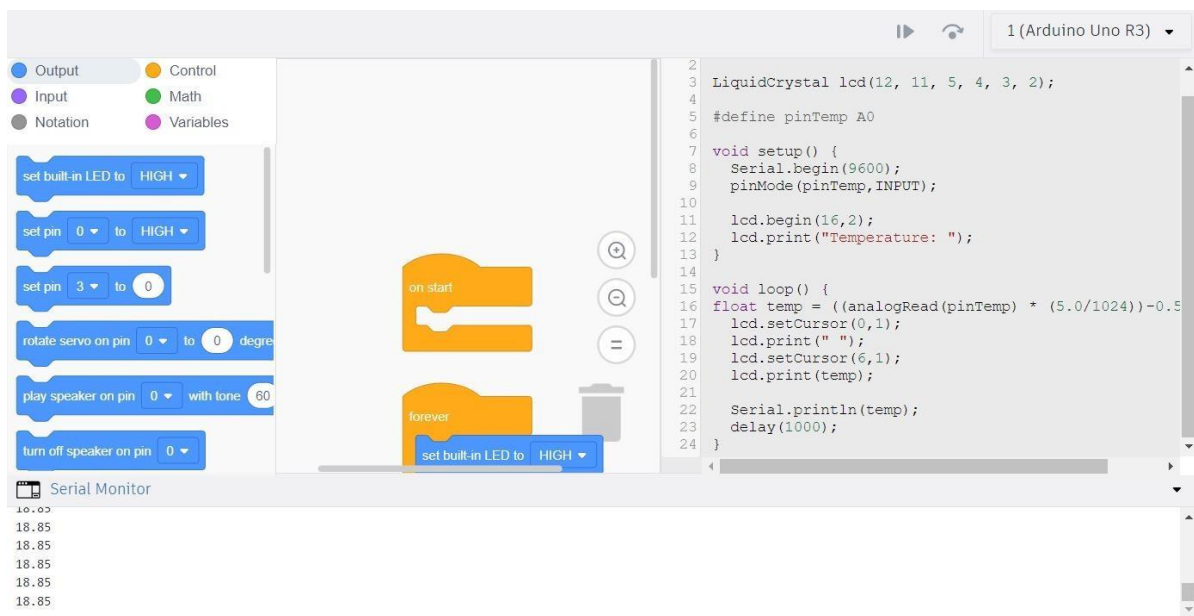 1 (Arduino Uno R3)
Output
Control
Input
Math
Notation
Variables
set built-in LED to HIGH
set pin 0 to HIGH
set pin 3 to 0
rotate servo on pin 0 to 0 degre
play speaker on pin 0 with tone 60
turn off speaker on pin 0
on start
forever
set built-in LED to HIGH
=
2
3 LiquidCrystal lcd(12, 11, 5, 4, 3, 2);
4
5 #define pinTemp A0
6
7 void setup() {
8 Serial.begin(9600);
9 pinMode(pinTemp,INPUT);
10
11 lcd.begin(16,2);
12 lcd.print("Temperature: ");
13 }
14
15 void loop() {
16 float temp = ((analogRead(pinTemp) * (5.0/1024))-0.5
17 lcd.setCursor(0,1);
18 lcd.print(" ");
19 lcd.setCursor(6,1);
20 lcd.print(temp);
21
22 Serial.println(temp);
23 delay(1000);
24 }
Serial Monitor
18.85
18.85
18.85
18.85
18.85
18.85